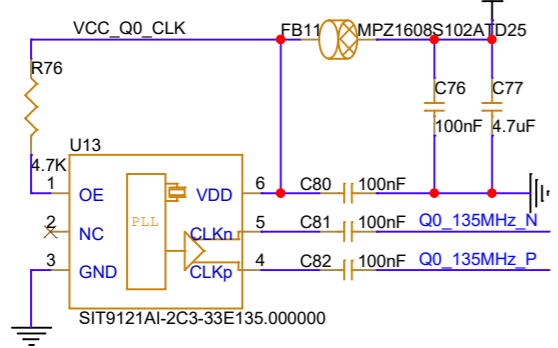 VCC_Q0_CLK
FB11 MPZ1608S102ATD25
R76
C76
C77
100nF
4.7uF
U13
4.7K
1 OE
VDD 6
C80 100nF
2 NC
PLL
CLKn 5
C81 100nF
Q0_135MHz_N
3 GND
CLKp 4
C82 100nF
Q0_135MHz_P
SIT9121AI-2C3-33E135.000000